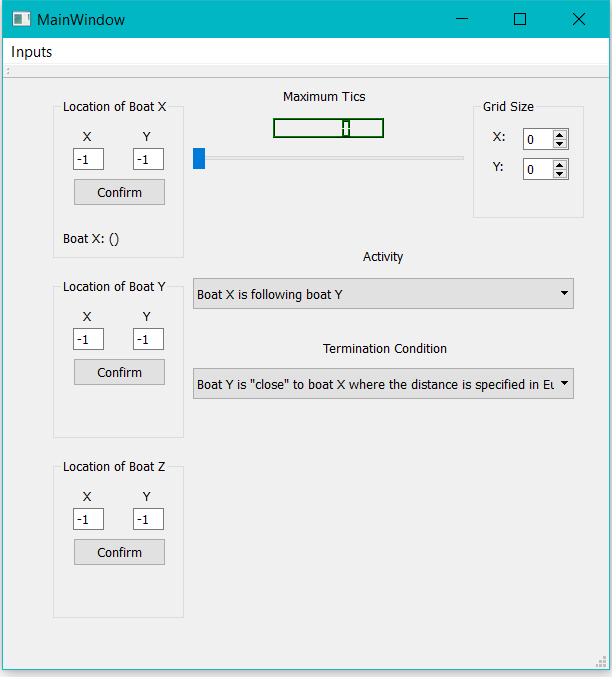 MainWindow
Inputs
Location of Boat X
X Y
-1 -1
Confirm
Boat X: ()
Maximum Tics
0
Grid Size
X: 0
Y: 0
Activity
Boat X is following boat Y
Location of Boat Y
X Y
-1 -1
Confirm
Termination Condition
Boat Y is "close" to boat X where the distance is specified in Eu
Location of Boat Z
X Y
-1 -1
Confirm